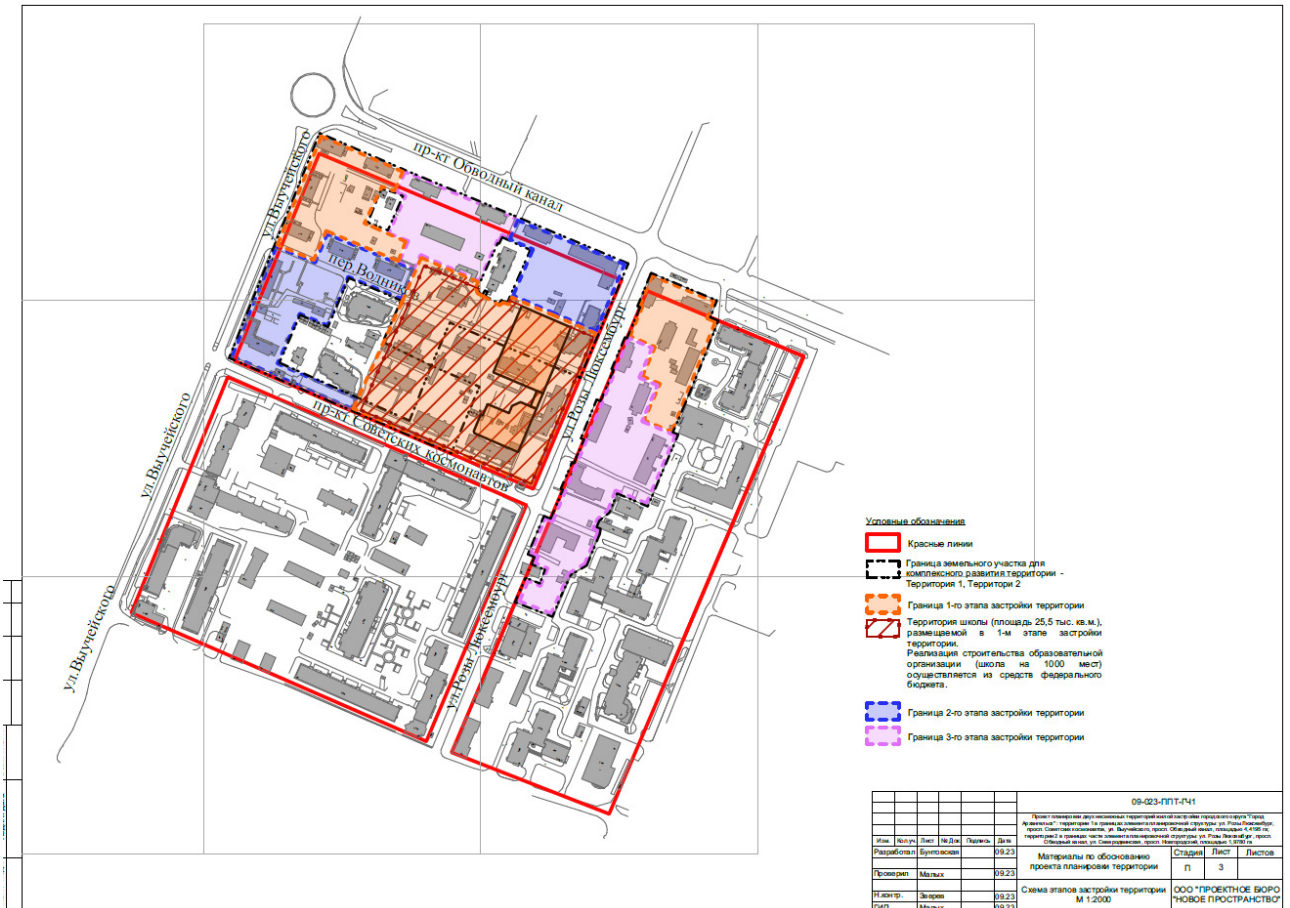 пр-кт Обводный канал
ул.Выучейского
пер.Водников
ул.Розы Люксембург
пр-кт Советских космонавтов
ул.Выучейского
ул.Выучейского
ул.Розы Люксембург
Условные обозначения
Красные линии
Граница земельного участка для
комплексного развития территории -
Территория 1, Территори 2
Граница 1-го этапа застройки территории
Территория школы (площадь 25,5 тыс. кв.м.),
размещаемой в 1-м этапе застройки
территории.
Реализация строительства образовательной
организации (школа на 1000 мест)
осуществляется из средств федерального
бюджета.
Граница 2-го этапа застройки территории
Граница 3-го этапа застройки территории
09-023-ППТ-ГЧ1
Изм. Кол.уч. Лист №Док. Подпись Дата
Разработал Бунтовская 09.23
Проверил Малых 09.23
Н.контр. Зверев 09.23
ГИП Малых 09.23
Материалы по обоснованию
проекта планировки территории
Стадия Лист Листов
П 3
Схема этапов застройки территории
М 1:2000
ООО "ПРОЕКТНОЕ БЮРО
"НОВОЕ ПРОСТРАНСТВО"